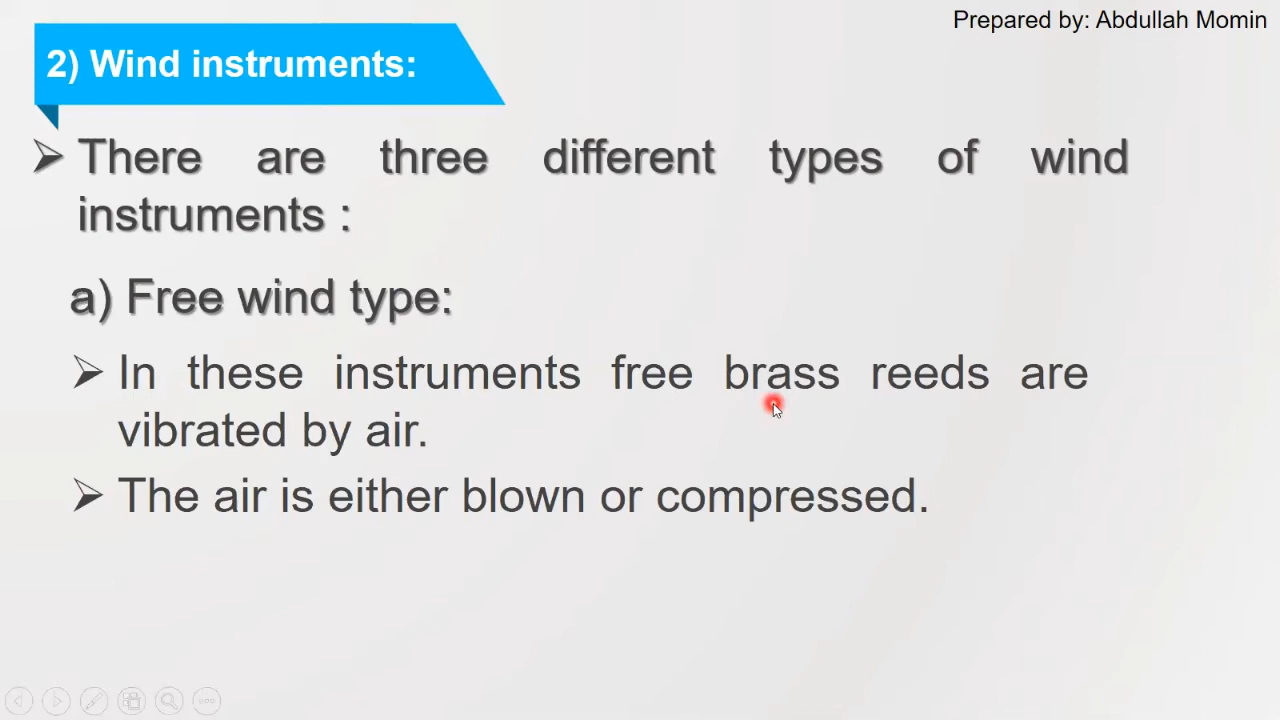 Prepared by: Abdullah Momin
2) Wind instruments:
There are three different types of wind
instruments :
a) Free wind type:
In these instruments free brass reeds are
vibrated by air.
The air is either blown or compressed.